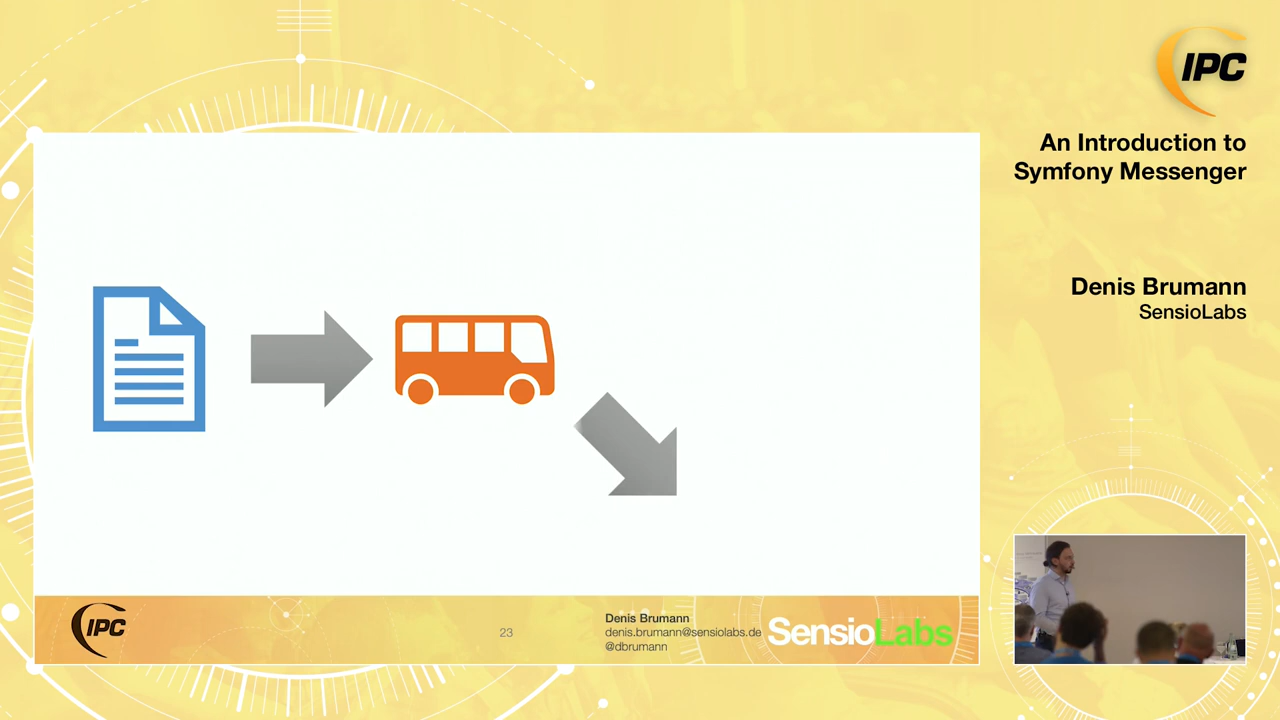 IPC
An Introduction to
Symfony Messenger
Denis Brumann
SensioLabs
IPC
23
Denis Brumann
denis.brumann@sensiolabs.de
@dbrumann
SensioLabs